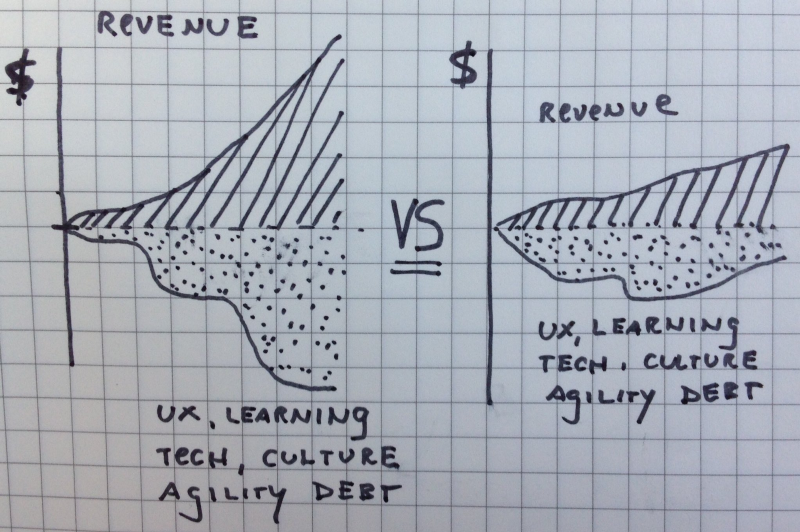 REVENUE
$
UX, LEARNING
TECH, CULTURE
AGILITY DEBT
VS
$
Revenue
UX, LEARNING
TECH, CULTURE
AGILITY DEBT